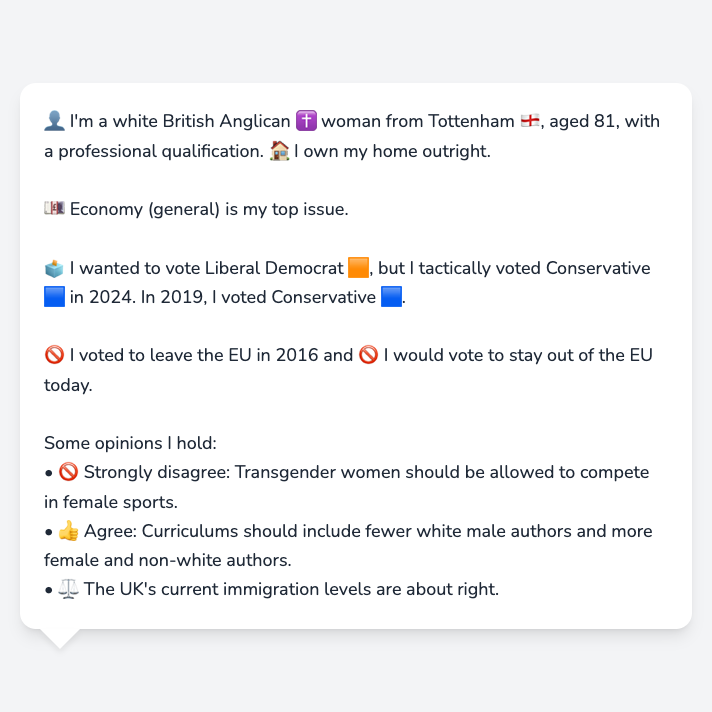 👤 I'm a white British Anglican ✝️ woman from Tottenham 🏴󠁧󠁢󠁥󠁮󠁧󠁿, aged 81, with
a professional qualification. 🏠 I own my home outright.
💷 Economy (general) is my top issue.
🗳️ I wanted to vote Liberal Democrat 🟧, but I tactically voted Conservative
🟦 in 2024. In 2019, I voted Conservative 🟦.
🚫 I voted to leave the EU in 2016 and 🚫 I would vote to stay out of the EU
today.
Some opinions I hold:
• 🚫 Strongly disagree: Transgender women should be allowed to compete
in female sports.
• 👍 Agree: Curriculums should include fewer white male authors and more
female and non-white authors.
• ⚖️ The UK's current immigration levels are about right.